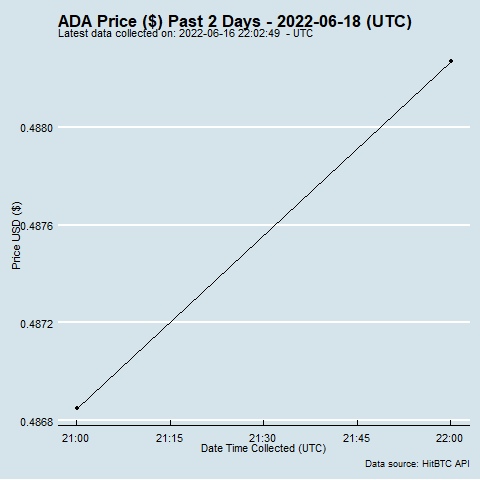 ADA Price ($) Past 2 Days - 2022-06-18 (UTC)
Latest data collected on: 2022-06-16 22:02:49  - UTC
Price USD ($)
0.4880
0.4876
0.4872
0.4868
21:00
21:15
21:30
21:45
22:00
Date Time Collected (UTC)
Data source: HitBTC API